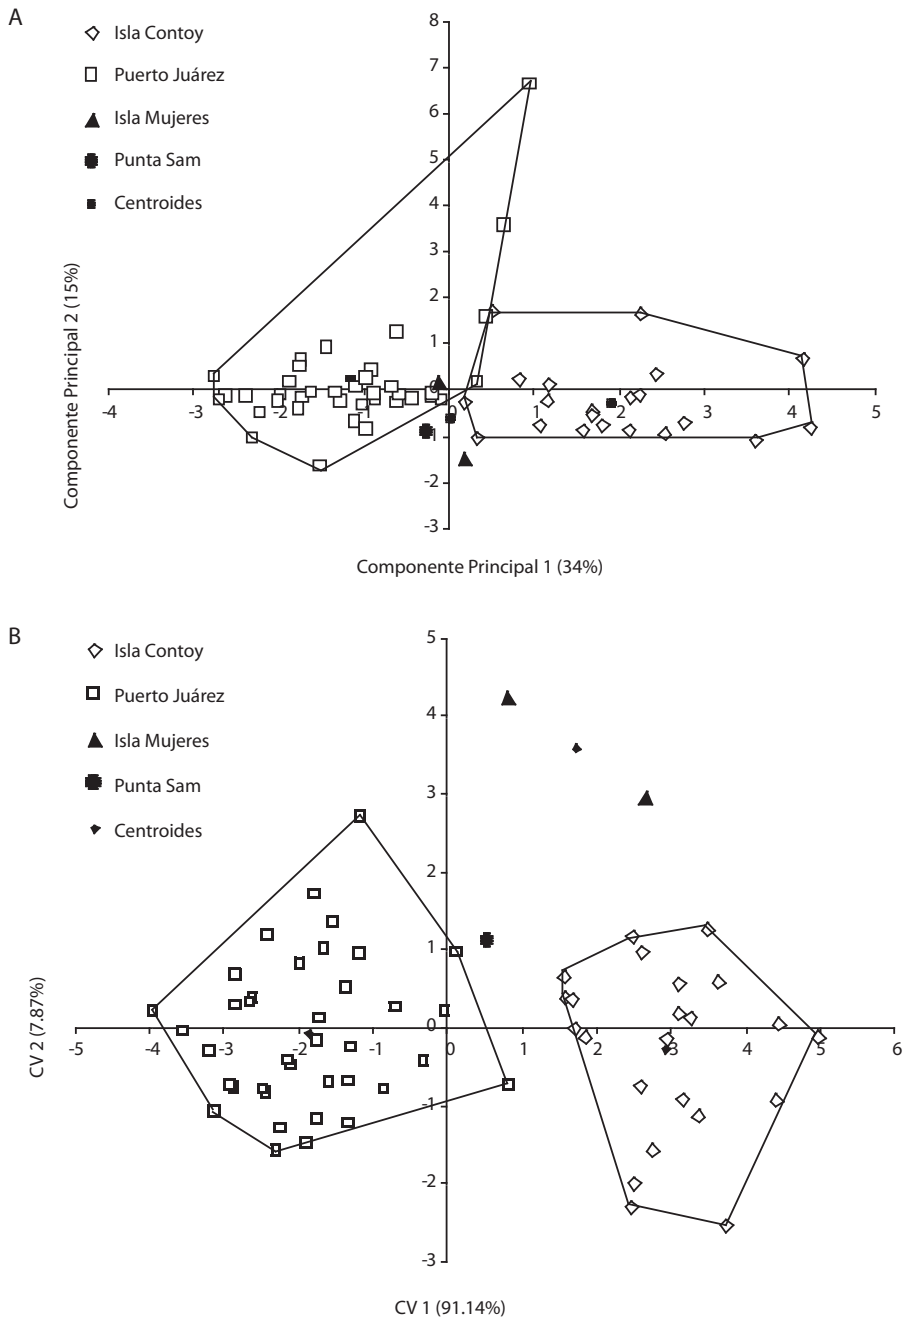 A
Isla Contoy
Puerto Juárez
Isla Mujeres
Punta Sam
Centroides
8
7
6
5
4
3
2
1
0
-1
-2
-3
-4 -3 -2 -1 0 1 2 3 4 5
Componente Principal 2 (15%)
Componente Principal 1 (34%)
B
Isla Contoy
Puerto Juárez
Isla Mujeres
Punta Sam
Centroides
5
4
3
2
1
0
-1
-2
-3
-5 -4 -3 -2 -1 0 1 2 3 4 5 6
CV 2 (7.87%)
CV 1 (91.14%)